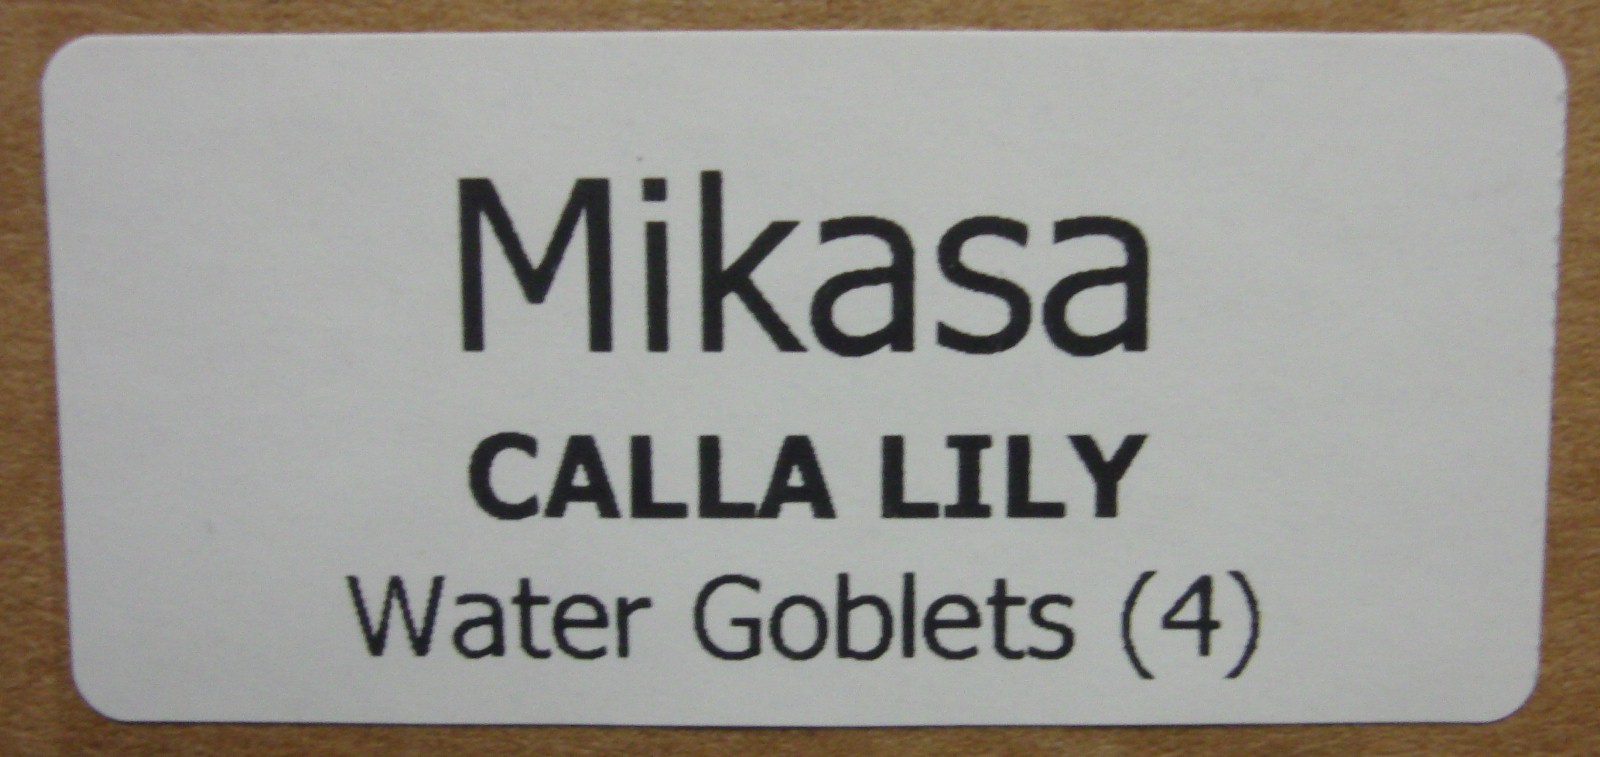 Mikasa
CALLA LILY
Water Goblets (4)